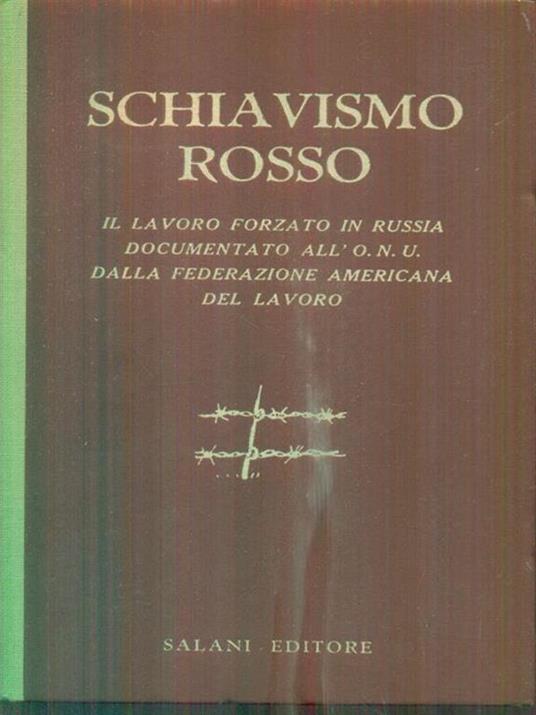 SCHIAVISMO
ROSSO
IL LAVORO FORZATO IN RUSSIA
DOCUMENTATO ALL' O. N. U.
DALLA FEDERAZIONE AMERICANA
DEL LAVORO
SALANI EDITORE